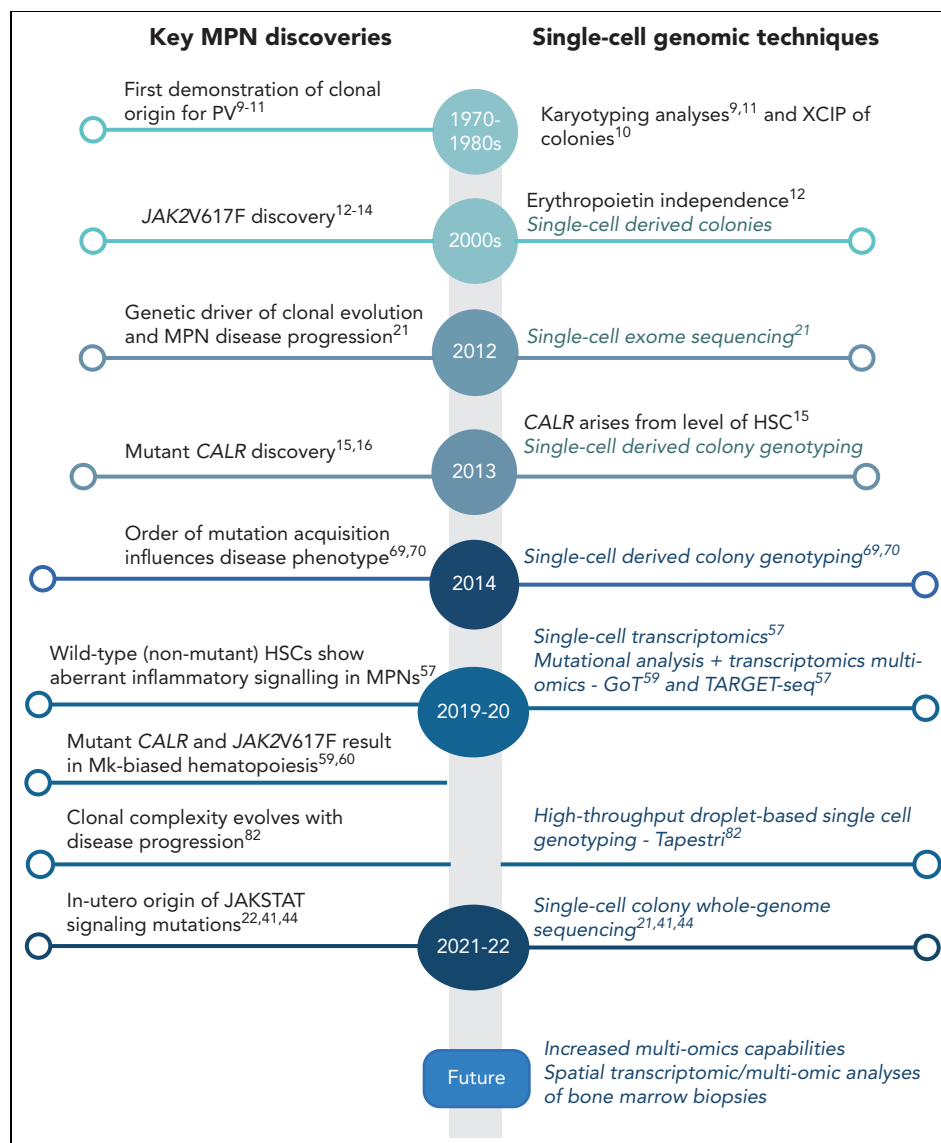 Key MPN discoveries
Single-cell genomic techniques
First demonstration of clonal
origin for PV9-11
1970-
1980s
Karyotyping analyses9,11 and XCIP of
colonies10
JAK2V617F discovery12-14
2000s
Erythropoietin independence12
Single-cell derived colonies
Genetic driver of clonal evolution
and MPN disease progression21
2012
Single-cell exome sequencing21
Mutant CALR discovery15,16
2013
CALR arises from level of HSC15
Single-cell derived colony genotyping
Order of mutation acquisition
influences disease phenotype69,70
2014
Single-cell derived colony genotyping69,70
Wild-type (non-mutant) HSCs show
aberrant inflammatory signalling in MPNs57
2019-20
Single-cell transcriptomics57
Mutational analysis + transcriptomics multi-
omics - GoT59 and TARGET-seq57
Mutant CALR and JAK2V617F result
in Mk-biased hematopoiesis59,60
Clonal complexity evolves with
disease progression82
High-throughput droplet-based single cell
genotyping - Tapestri82
In-utero origin of JAKSTAT
signaling mutations22,41,44
2021-22
Single-cell colony whole-genome
sequencing21,41,44
Future
Increased multi-omics capabilities
Spatial transcriptomic/multi-omic analyses
of bone marrow biopsies